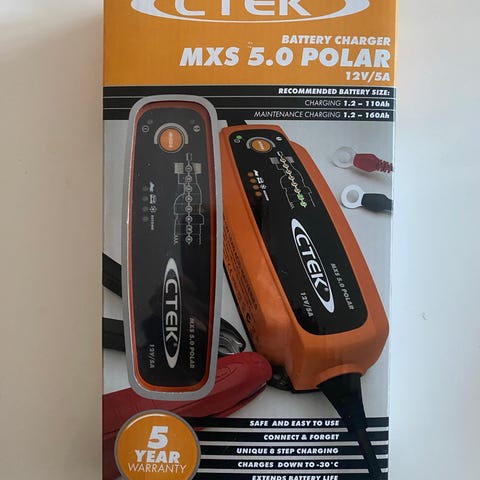 CTEK
BATTERY CHARGER
MXS 5.0 POLAR
12V/5A
RECOMMENDED BATTERY SIZE:
CHARGING 1.2 – 110Ah
MAINTENANCE CHARGING 1.2 – 160Ah
CTEK
MXS 5.0 POLAR
12V/5A
CTEK
MXS 5.0 POLAR
12V/5A
5
YEAR
WARRANTY
SAFE AND EASY TO USE
CONNECT & FORGET
UNIQUE 8 STEP CHARGING
CHARGES DOWN TO -30°C
EXTENDS BATTERY LIFE